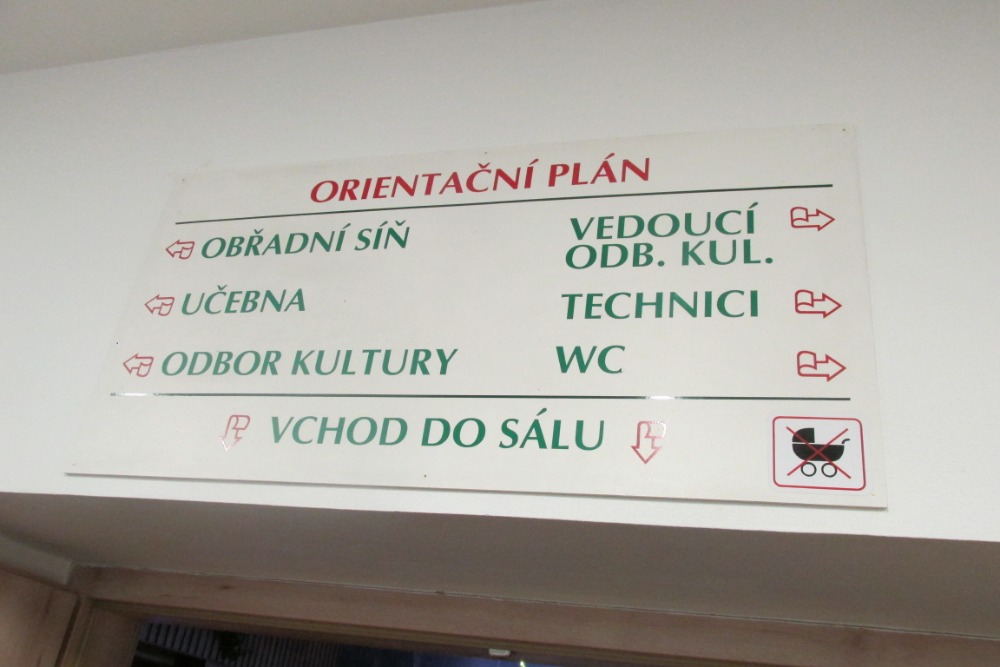 ORIENTAČNÍ PLÁN
OBŘADNÍ SÍŇ
VEDOUCÍ
ODB. KUL.
UČEBNA
TECHNICI
ODBOR KULTURY
WC
VCHOD DO SÁLU